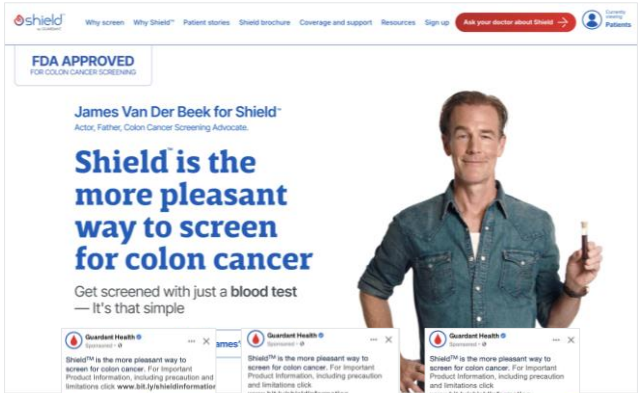 shield™
by GUARDANT
Why screen Why Shield™ Patient stories Shield brochure Coverage and support Resources Sign up Ask your doctor about Shield
Currently
viewing
Patients
FDA APPROVED
FOR COLON CANCER SCREENING
James Van Der Beek for Shield™
Actor, Father, Colon Cancer Screening Advocate.
Shield™ is the
more pleasant
way to screen
for colon cancer
Get screened with just a blood test
— It's that simple
Guardant Health
Sponsored ·
Shield™ is the more pleasant way to
screen for colon cancer. For Important
Product Information, including precaution and
and limitations click www.bit.ly/shieldinformation
James'
Guardant Health
Sponsored ·
Shield™ is the more pleasant way to
screen for colon cancer. For Important
Product Information, including precaution
and limitations click
Guardant Health
Sponsored ·
Shield™ is the more pleasant way to
screen for colon cancer. For Important
Product Information, including precaution
and limitations click